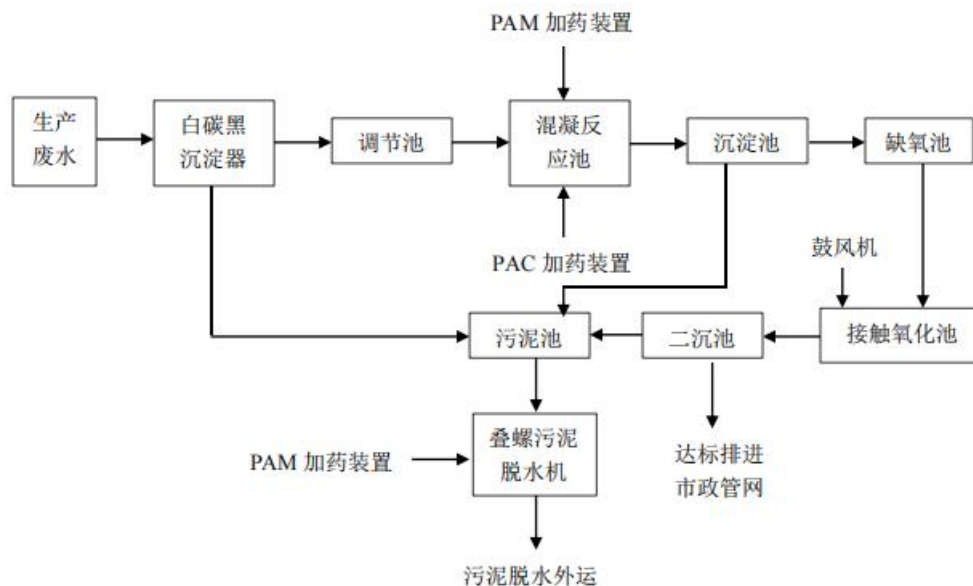 PAM 加药装置
生产
废水
白碳黑
沉淀器
调节池
混凝反
应池
沉淀池
缺氧池
PAC 加药装置
鼓风机
污泥池
二沉池
接触氧化池
PAM 加药装置
叠螺污泥
脱水机
达标排进
市政管网
污泥脱水外运